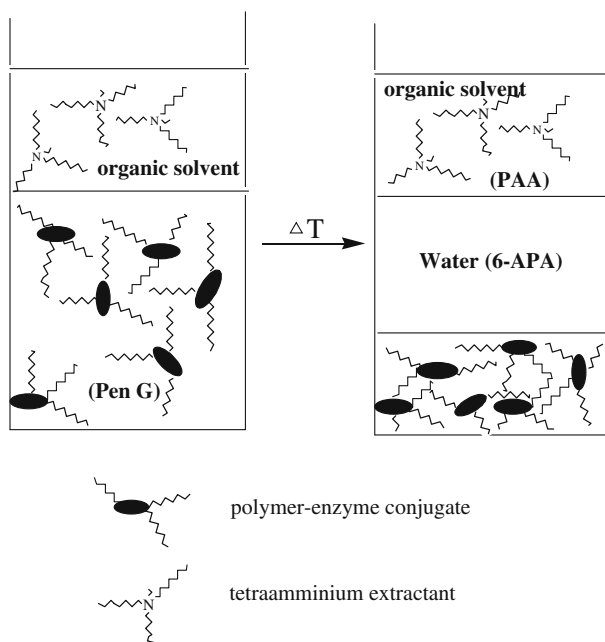 N
N
N
organic solvent
(Pen G)
△T
organic solvent
N
N
N
(PAA)
Water (6-APA)
polymer-enzyme conjugate
N
tetraamminium extractant